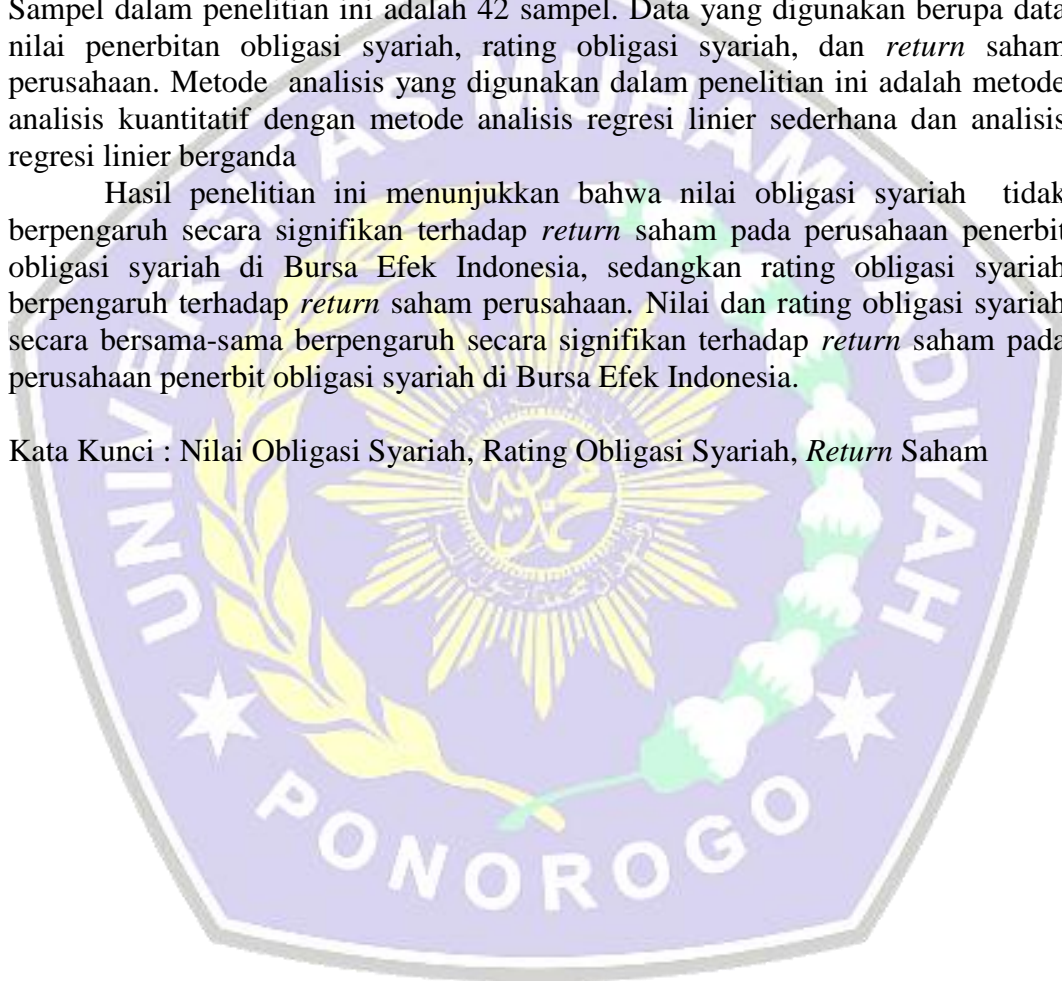 Sampel dalam penelitian ini adalah 42 sampel. Data yang digunakan berupa data
nilai penerbitan obligasi syariah, rating obligasi syariah, dan return saham
perusahaan. Metode analisis yang digunakan dalam penelitian ini adalah metode
analisis kuantitatif dengan metode analisis regresi linier sederhana dan analisis
regresi linier berganda
Hasil penelitian ini menunjukkan bahwa nilai obligasi syariah tidak
berpengaruh secara signifikan terhadap return saham pada perusahaan penerbit
obligasi syariah di Bursa Efek Indonesia, sedangkan rating obligasi syariah
berpengaruh terhadap return saham perusahaan. Nilai dan rating obligasi syariah
secara bersama-sama berpengaruh secara signifikan terhadap return saham pada
perusahaan penerbit obligasi syariah di Bursa Efek Indonesia.
Kata Kunci : Nilai Obligasi Syariah, Rating Obligasi Syariah, Return Saham
UNIVERSITAS MUHAMMADIYAH
PONOROGO